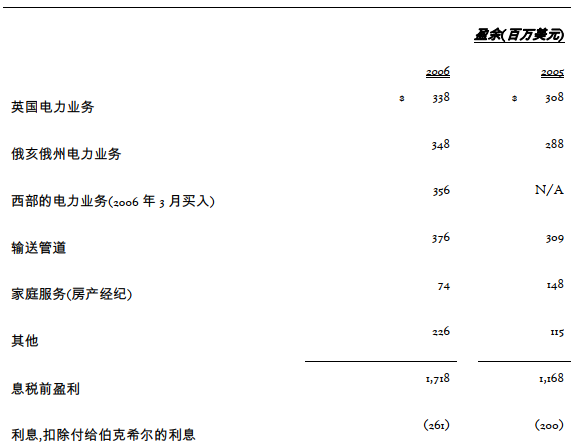 盈余(百万美元)
2006 2005
英国电力业务 $ 338 $ 308
俄亥俄州电力业务 348 288
西部的电力业务(2006 年 3 月买入) 356 N/A
输送管道 376 309
家庭服务(房产经纪) 74 148
其他 226 115
息税前盈利 1,718 1,168
利息,扣除付给伯克希尔的利息 (261) (200)